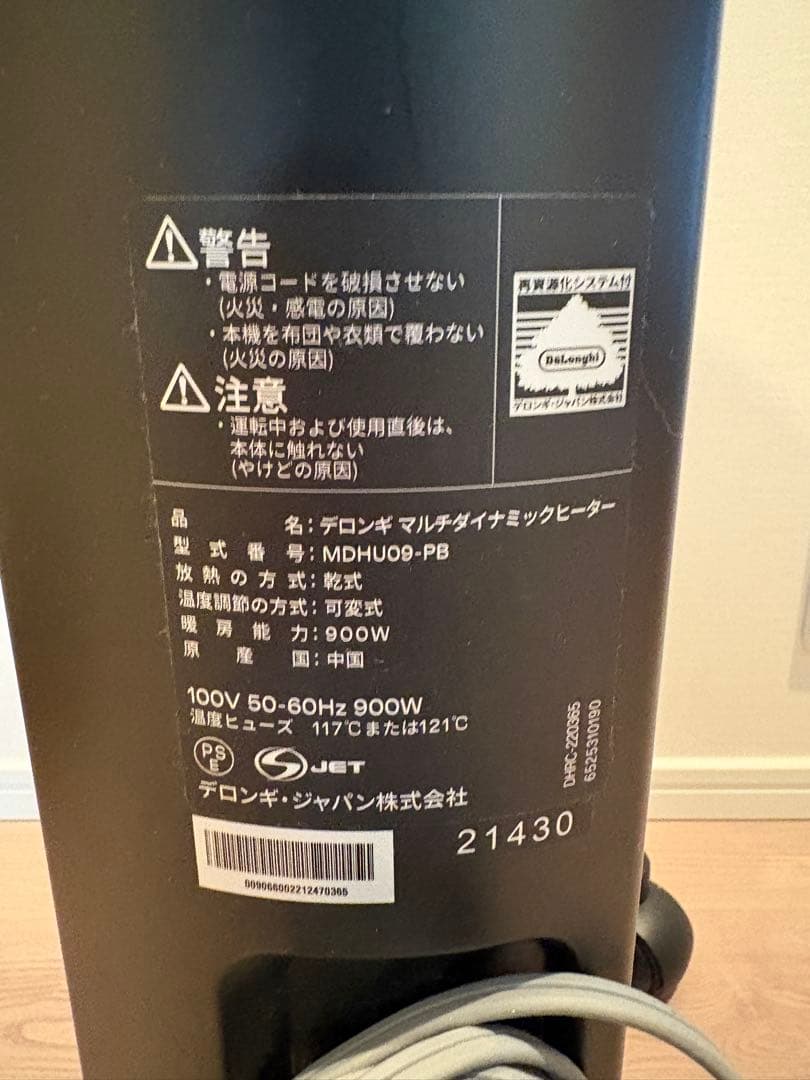 警告
・電源コードを破損させない
(火災・感電の原因)
・本機を布団や衣類で覆わない
(火災の原因)
注意
・運転中および使用直後は、
本体に触れない
(やけどの原因)
再資源化システム付
DeLonghi
デロンギ・ジャパン株式会社
品名:デロンギ マルチダイナミックヒーター
型式番号:MDHU09-PB
放熱の方式:乾式
温度調節の方式:可変式
暖房能力:900W
原産国:中国
100V 50-60Hz 900W
温度ヒューズ 117℃または121℃
PSE
JET
デロンギ・ジャパン株式会社
DHRC-220365
6525310190
21430
009066002212470365